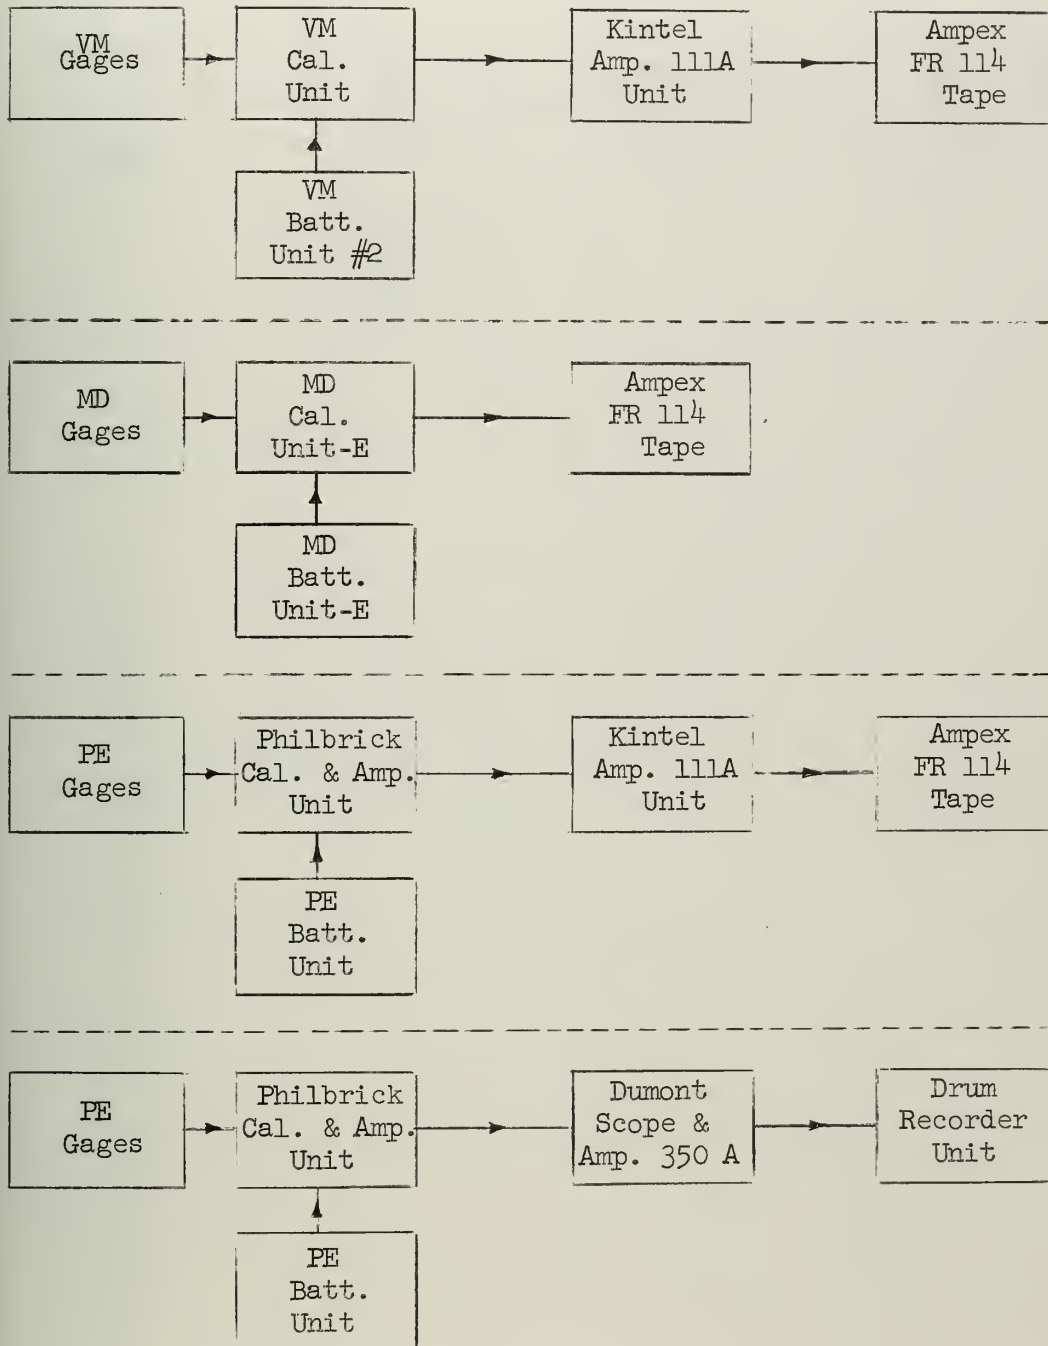 VM
Gages
VM
Cal.
Unit
Kintel
Amp. 111A
Unit
Ampex
FR 114
Tape
VM
Batt.
Unit #2
MD
Gages
MD
Cal.
Unit-E
Ampex
FR 114
Tape
MD
Batt.
Unit-E
PE
Gages
Philbrick
Cal. & Amp.
Unit
Kintel
Amp. 111A
Unit
Ampex
FR 114
Tape
PE
Batt.
Unit
PE
Gages
Philbrick
Cal. & Amp.
Unit
Dumont
Scope &
Amp. 350 A
Drum
Recorder
Unit
PE
Batt.
Unit